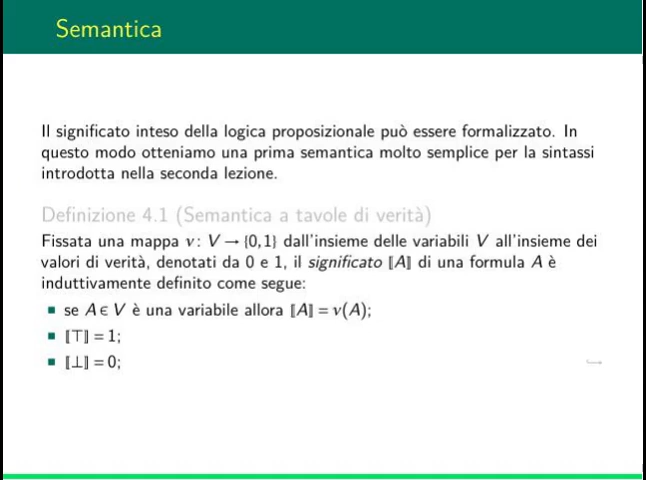 Semantica
Il significato inteso della logica proposizionale può essere formalizzato. In
questo modo otteniamo una prima semantica molto semplice per la sintassi
introdotta nella seconda lezione.
Definizione 4.1 (Semantica a tavole di verità)
Fissata una mappa ν: V → {0,1} dall'insieme delle variabili V all'insieme dei
valori di verità, denotati da 0 e 1, il significato ⟦A⟧ di una formula A è
induttivamente definito come segue:
▪ se A ∈ V è una variabile allora ⟦A⟧ = ν(A);
▪ ⟦⊤⟧ = 1;
▪ ⟦⊥⟧ = 0; ↪